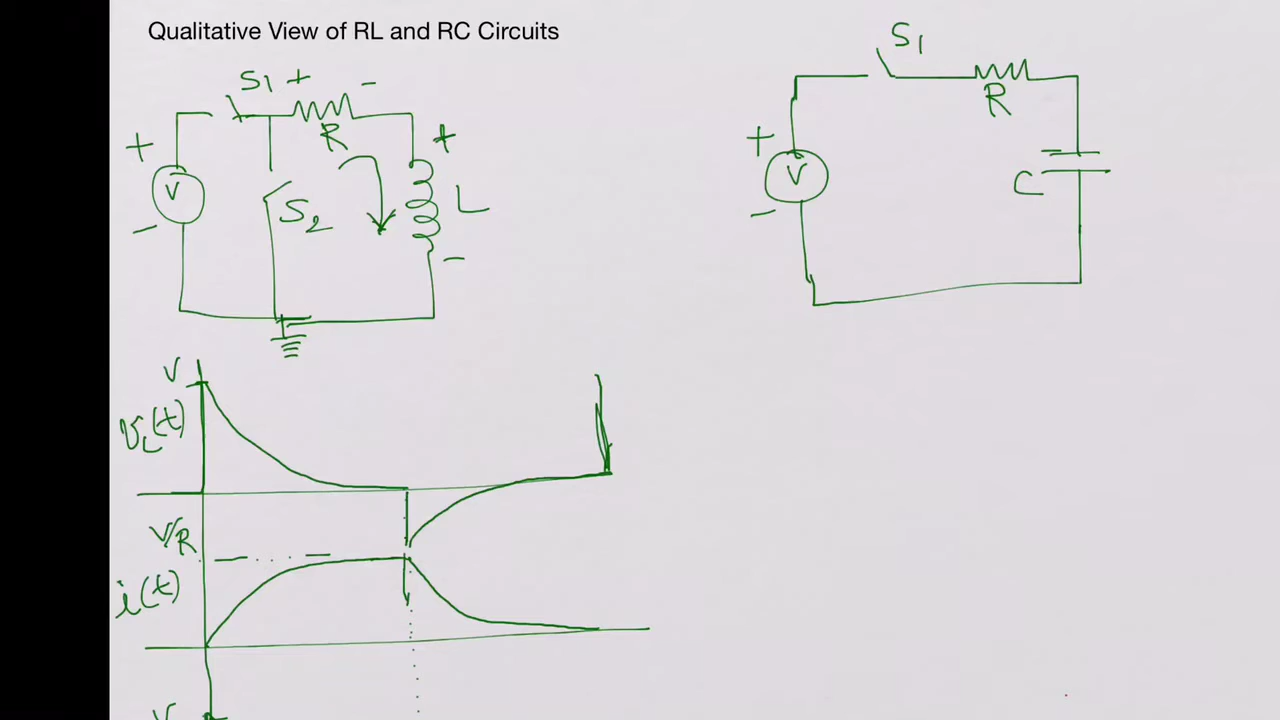 Qualitative View of RL and RC Circuits
S1 + -
+ R +
V
S2 L
- -
S1
R
+
V
C
-
V
vL(t)
V/R
i(t)
V